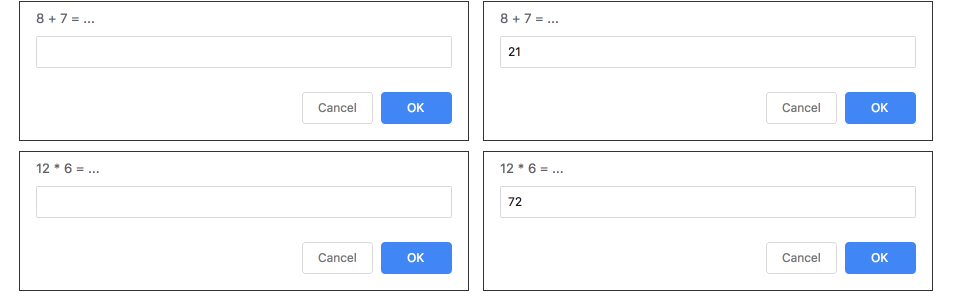 8 + 7 = ...
Cancel OK
8 + 7 = ...
21
Cancel OK
12 * 6 = ...
Cancel OK
12 * 6 = ...
72
Cancel OK